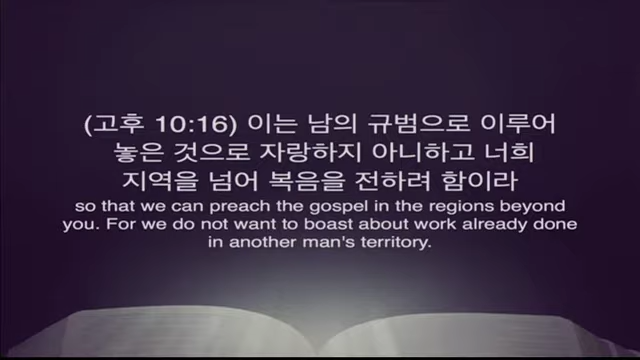 (고후 10:16) 이는 남의 규범으로 이루어
놓은 것으로 자랑하지 아니하고 너희
지역을 넘어 복음을 전하려 함이라
so that we can preach the gospel in the regions beyond
you. For we do not want to boast about work already done
in another man's territory.